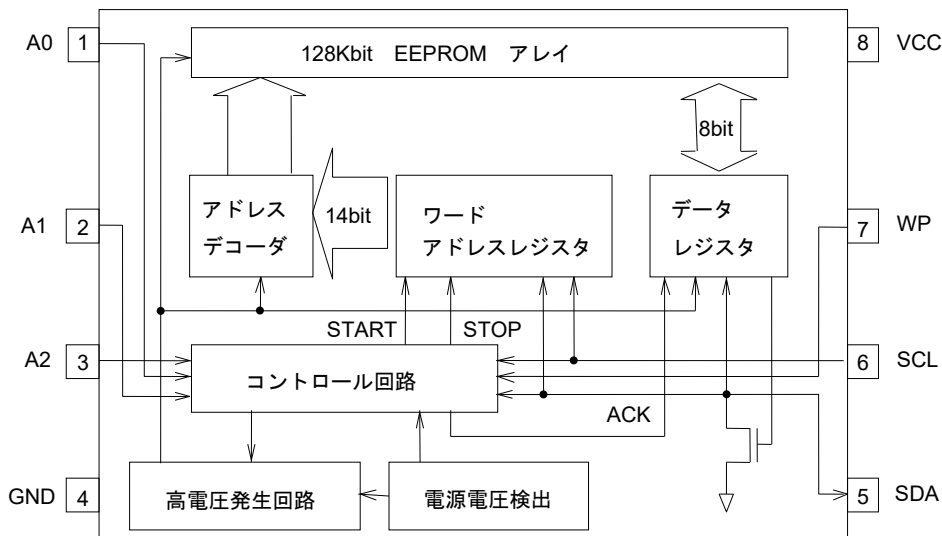 A0 1
128Kbit EEPROM アレイ
8 VCC
8bit
A1 2
アドレス
デコーダ
14bit
ワード
アドレスレジスタ
データ
レジスタ
7 WP
START
STOP
A2 3
コントロール回路
6 SCL
ACK
GND 4
高電圧発生回路
電源電圧検出
5 SDA